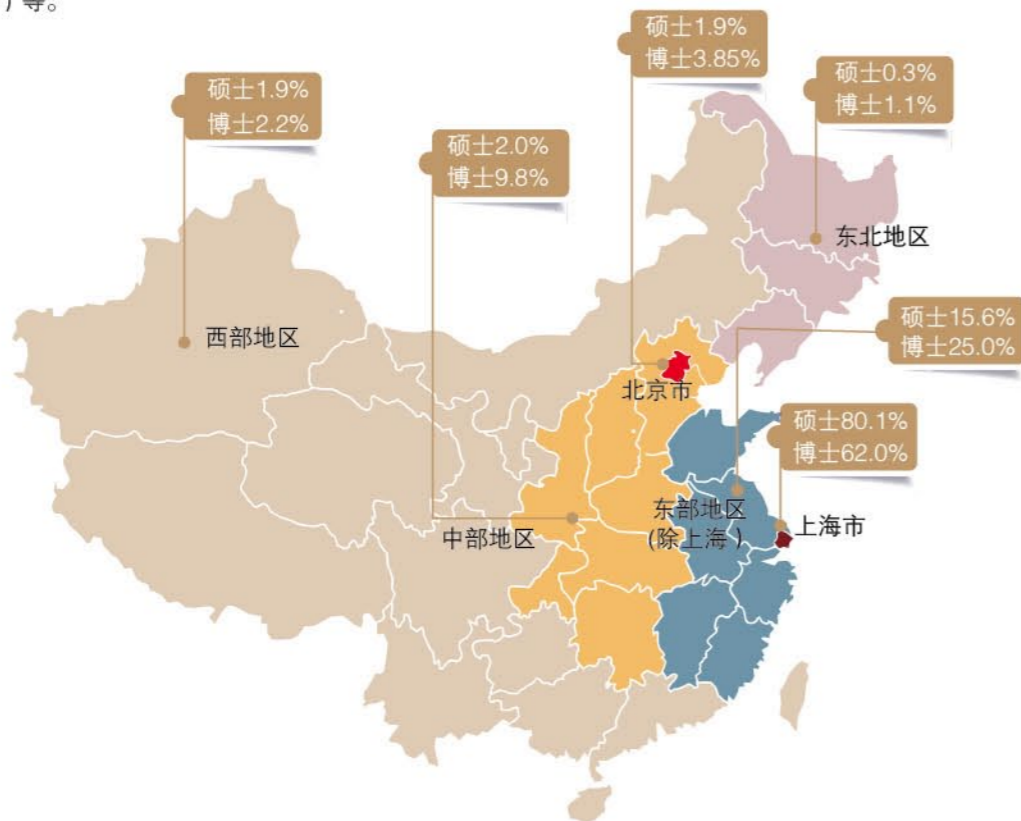 ）等。
硕士1.9%
博士3.85%
硕士0.3%
博士1.1%
硕士1.9%
博士2.2%
硕士2.0%
博士9.8%
东北地区
硕士15.6%
博士25.0%
西部地区
北京市
硕士80.1%
博士62.0%
东部地区
(除上海）
上海市
中部地区